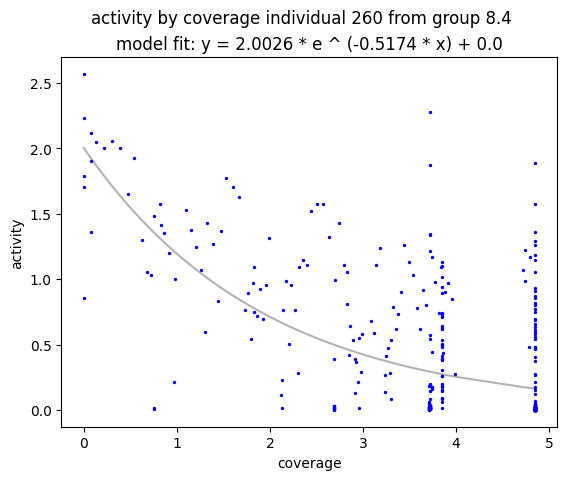 activity by coverage individual 260 from group 8.4
model fit: y = 2.0026 * e ^ (-0.5174 * x) + 0.0
2.5
2.0
1.5
1.0
0.5
0.0
activity
0 1 2 3 4 5
coverage